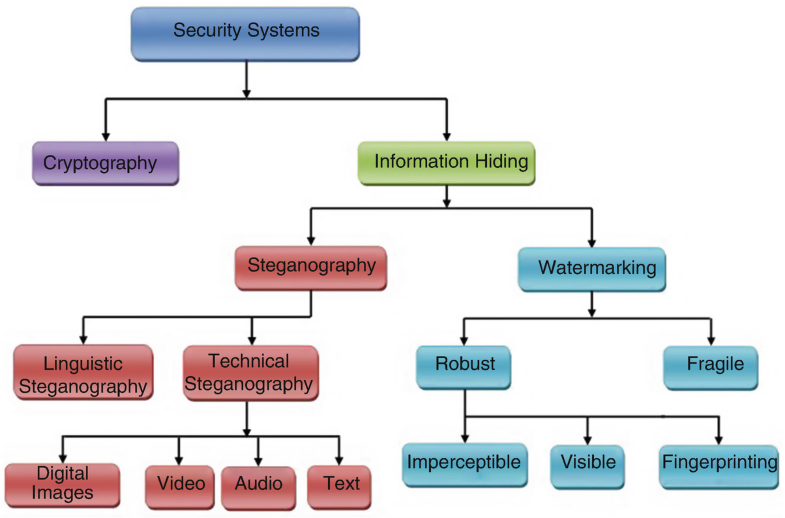 Security Systems
Cryptography
Information Hiding
Steganography
Watermarking
Linguistic
Steganography
Technical
Steganography
Robust
Fragile
Digital
Images
Video
Audio
Text
Imperceptible
Visible
Fingerprinting